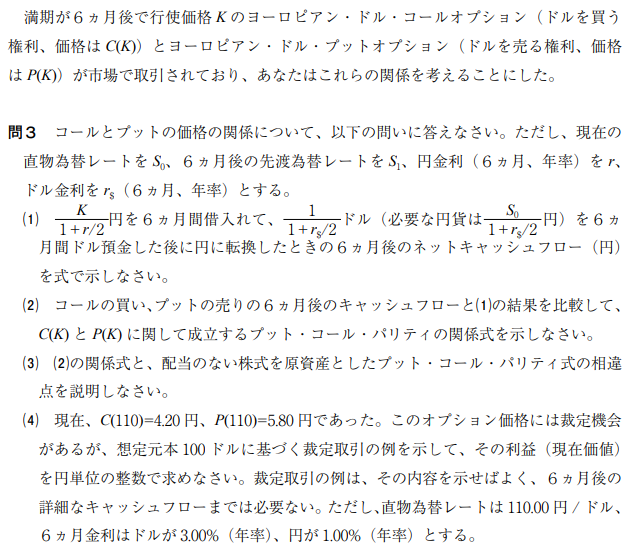 満期が６ヵ月後で行使価格 K のヨーロピアン・ドル・コールオプション（ドルを買う
権利、価格は C(K)）とヨーロピアン・ドル・プットオプション（ドルを売る権利、価格
は P(K)）が市場で取引されており、あなたはこれらの関係を考えることにした。
問３　コールとプットの価格の関係について、以下の問いに答えなさい。ただし、現在の
直物為替レートを S₀、６ヵ月後の先渡為替レートを S₁、円金利（６ヵ月、年率）を r、
ドル金利を r$（６ヵ月、年率）とする。
⑴　K/(1+r/2)円を６ヵ月間借入れて、1/(1+r$/2)ドル（必要な円貨は S₀/(1+r$/2)円）を６ヵ
月間ドル預金した後に円に転換したときの６ヵ月後のネットキャッシュフロー（円）
を式で示しなさい。
⑵　コールの買い、プットの売りの６ヵ月後のキャッシュフローと⑴の結果を比較して、
C(K) と P(K) に関して成立するプット・コール・パリティの関係式を示しなさい。
⑶　⑵の関係式と、配当のない株式を原資産としたプット・コール・パリティ式の相違
点を説明しなさい。
⑷　現在、C(110)=4.20 円、P(110)=5.80 円であった。このオプション価格には裁定機会
があるが、想定元本 100 ドルに基づく裁定取引の例を示して、その利益（現在価値）
を円単位の整数で求めなさい。裁定取引の例は、その内容を示せばよく、６ヵ月後の
詳細なキャッシュフローまでは必要ない。ただし、直物為替レートは 110.00 円 / ドル、
６ヵ月金利はドルが 3.00%（年率）、円が 1.00%（年率）とする。